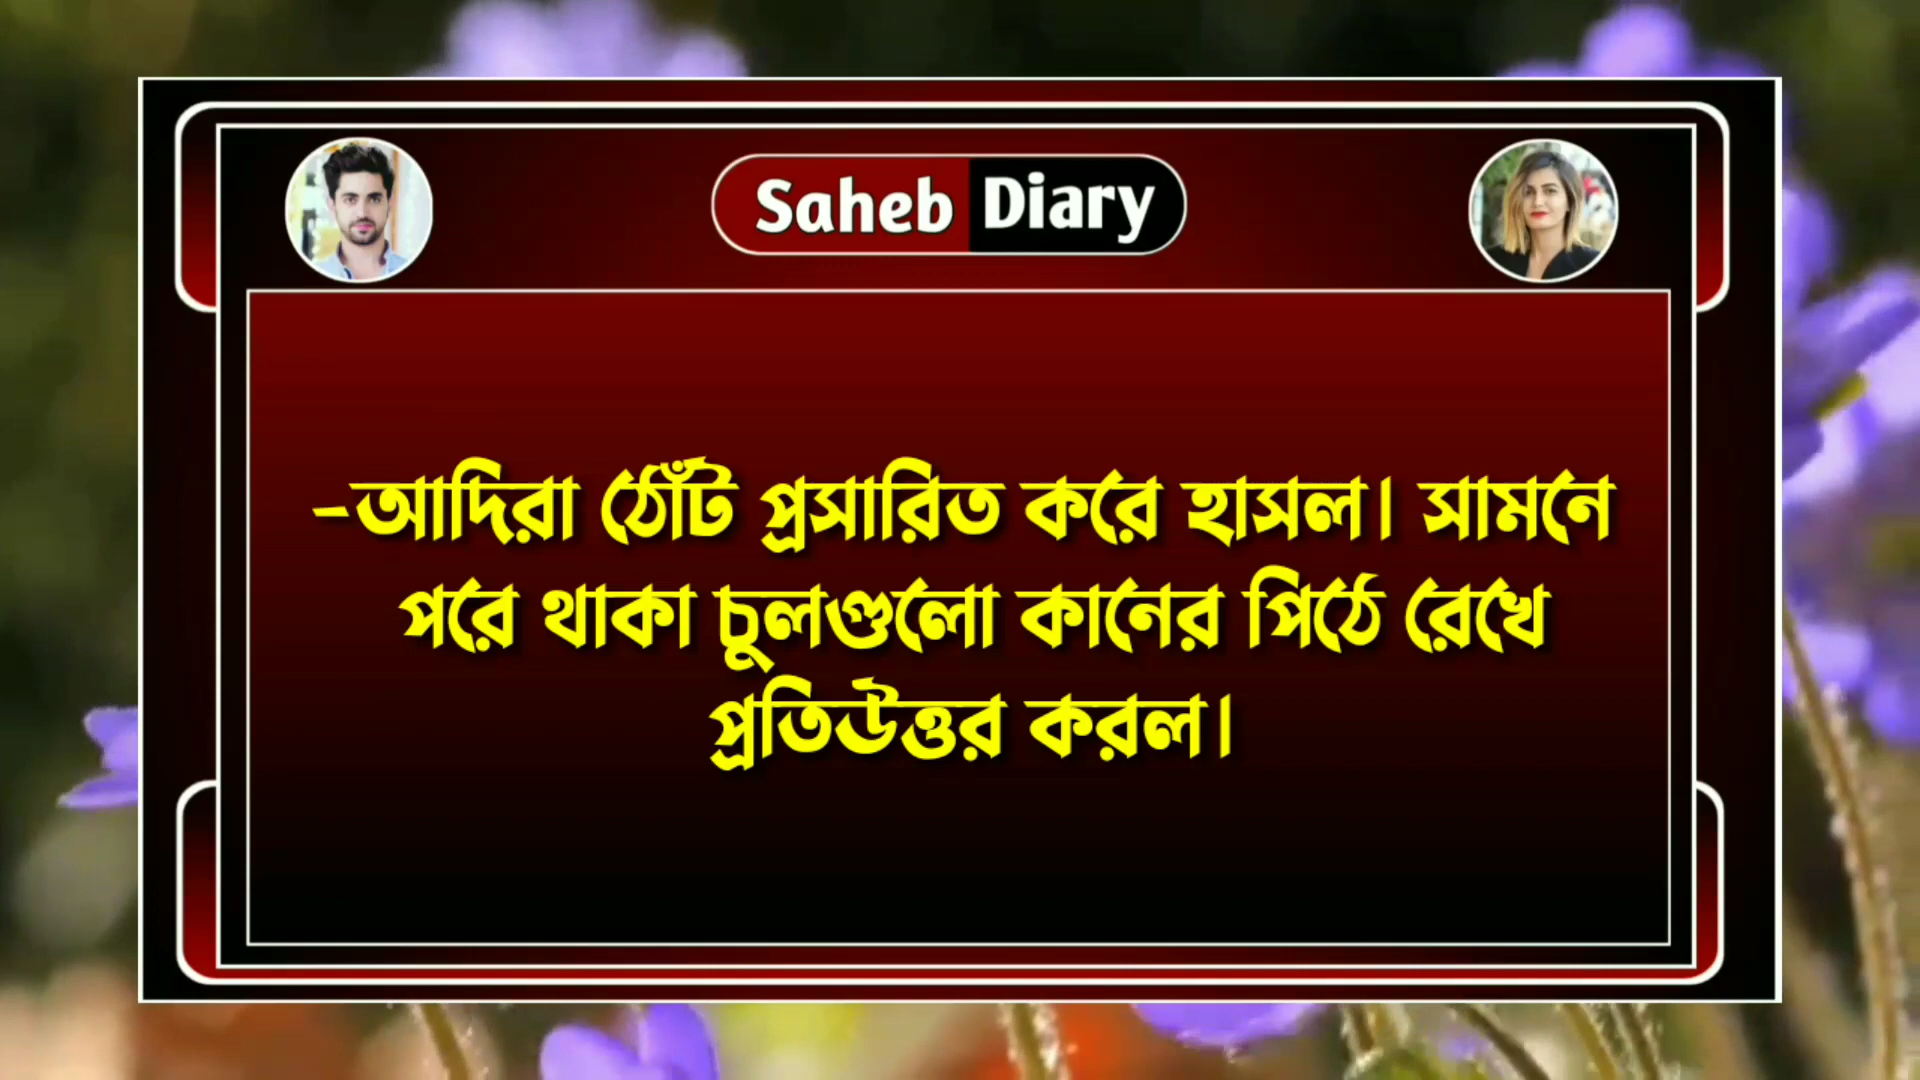 Saheb Diary
-আদিরা ঠোঁট প্রসারিত করে হাসল। সামনে
পরে থাকা চুলগুলো কানের পিঠে রেখে
প্রতিউত্তর করল।